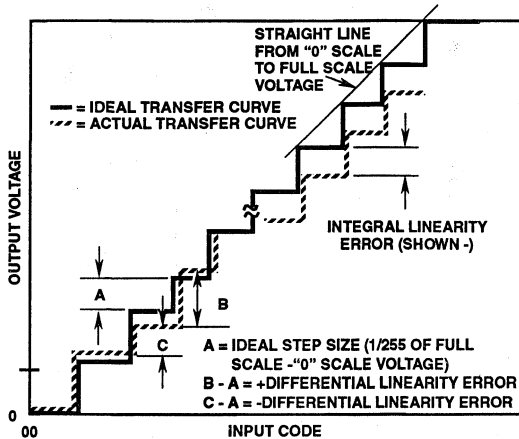 STRAIGHT LINE
FROM “0” SCALE
TO FULL SCALE
VOLTAGE
= IDEAL TRANSFER CURVE
= ACTUAL TRANSFER CURVE
OUTPUT VOLTAGE
INTEGRAL LINEARITY
ERROR (SHOWN -)
A
B
C
A = IDEAL STEP SIZE (1/255 OF FULL
SCALE -“0” SCALE VOLTAGE)
B - A = +DIFFERENTIAL LINEARITY ERROR
C - A = -DIFFERENTIAL LINEARITY ERROR
0
00
INPUT CODE